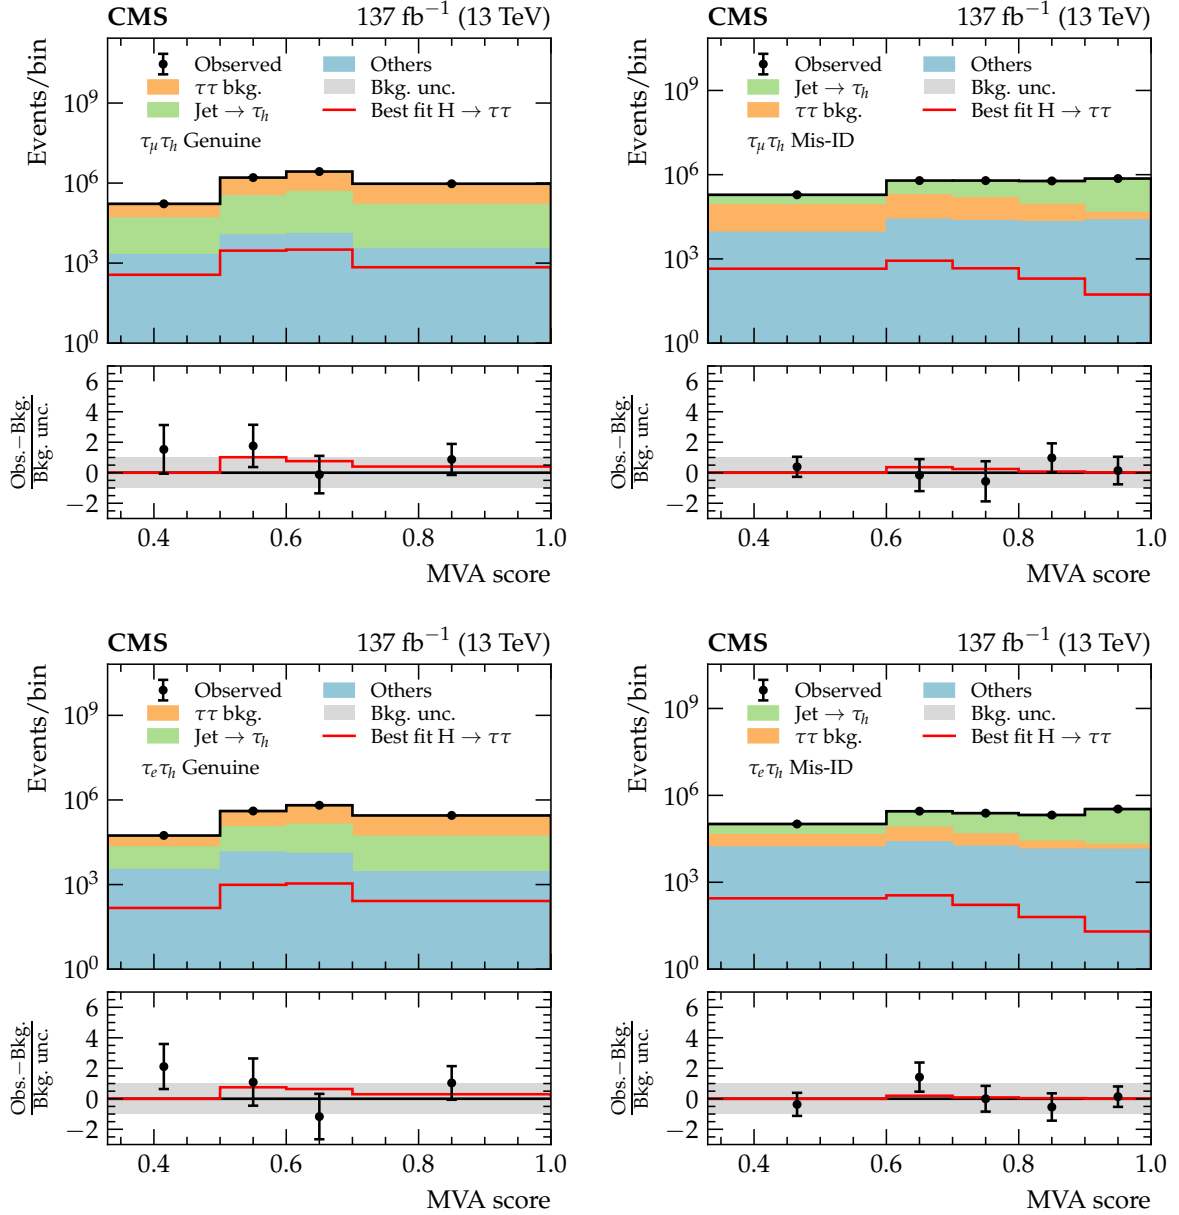 CMS 137 fb⁻¹ (13 TeV)
Events/bin
10⁹
10⁶
10³
10⁰
Observed
ττ bkg.
Jet → τ_h
Others
Bkg. unc.
Best fit H → ττ
τ_μτ_h Genuine
Obs.−Bkg.
Bkg. unc.
6
4
2
0
−2
0.4 0.6 0.8 1.0
MVA score
CMS 137 fb⁻¹ (13 TeV)
Events/bin
10⁹
10⁶
10³
10⁰
Observed
Jet → τ_h
ττ bkg.
Others
Bkg. unc.
Best fit H → ττ
τ_μτ_h Mis-ID
Obs.−Bkg.
Bkg. unc.
6
4
2
0
−2
0.4 0.6 0.8 1.0
MVA score
CMS 137 fb⁻¹ (13 TeV)
Events/bin
10⁹
10⁶
10³
10⁰
Observed
ττ bkg.
Jet → τ_h
Others
Bkg. unc.
Best fit H → ττ
τ_eτ_h Genuine
Obs.−Bkg.
Bkg. unc.
6
4
2
0
−2
0.4 0.6 0.8 1.0
MVA score
CMS 137 fb⁻¹ (13 TeV)
Events/bin
10⁹
10⁶
10³
10⁰
Observed
Jet → τ_h
ττ bkg.
Others
Bkg. unc.
Best fit H → ττ
τ_eτ_h Mis-ID
Obs.−Bkg.
Bkg. unc.
6
4
2
0
−2
0.4 0.6 0.8 1.0
MVA score